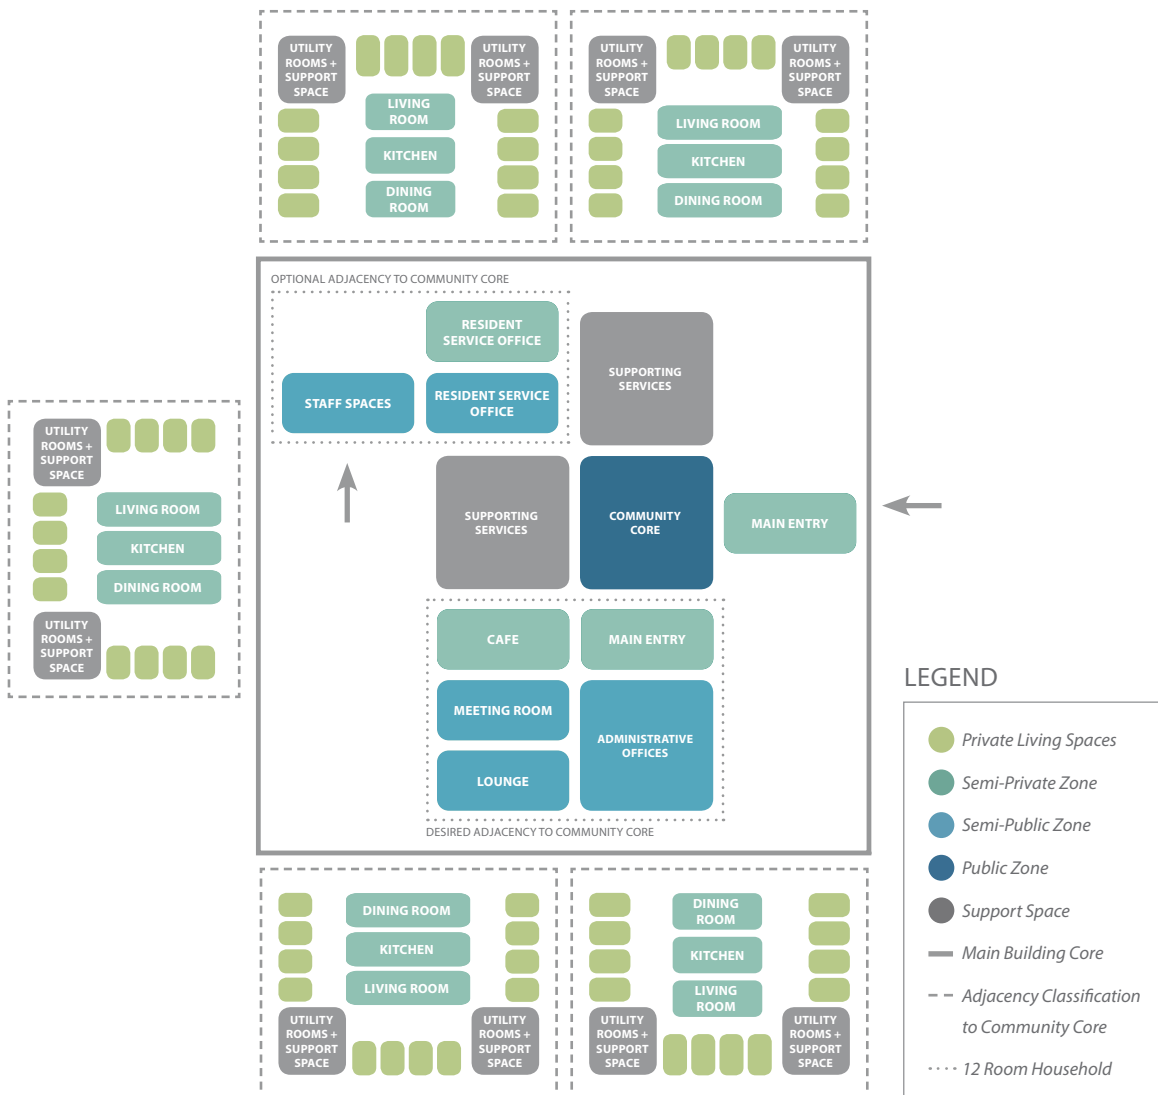 UTILITY
ROOMS +
SUPPORT
SPACE
UTILITY
ROOMS +
SUPPORT
SPACE
LIVING
ROOM
KITCHEN
DINING
ROOM
UTILITY
ROOMS +
SUPPORT
SPACE
UTILITY
ROOMS +
SUPPORT
SPACE
LIVING ROOM
KITCHEN
DINING ROOM
OPTIONAL ADJACENCY TO COMMUNITY CORE
RESIDENT
SERVICE OFFICE
STAFF SPACES
RESIDENT SERVICE
OFFICE
SUPPORTING
SERVICES
UTILITY
ROOMS +
SUPPORT
SPACE
LIVING ROOM
KITCHEN
DINING ROOM
UTILITY
ROOMS +
SUPPORT
SPACE
SUPPORTING
SERVICES
COMMUNITY
CORE
MAIN ENTRY
CAFE
MAIN ENTRY
MEETING ROOM
LOUNGE
ADMINISTRATIVE
OFFICES
DESIRED ADJACENCY TO COMMUNITY CORE
DINING ROOM
KITCHEN
LIVING ROOM
UTILITY
ROOMS +
SUPPORT
SPACE
UTILITY
ROOMS +
SUPPORT
SPACE
DINING
ROOM
KITCHEN
LIVING
ROOM
UTILITY
ROOMS +
SUPPORT
SPACE
UTILITY
ROOMS +
SUPPORT
SPACE
LEGEND
Private Living Spaces
Semi-Private Zone
Semi-Public Zone
Public Zone
Support Space
Main Building Core
Adjacency Classification
to Community Core
12 Room Household